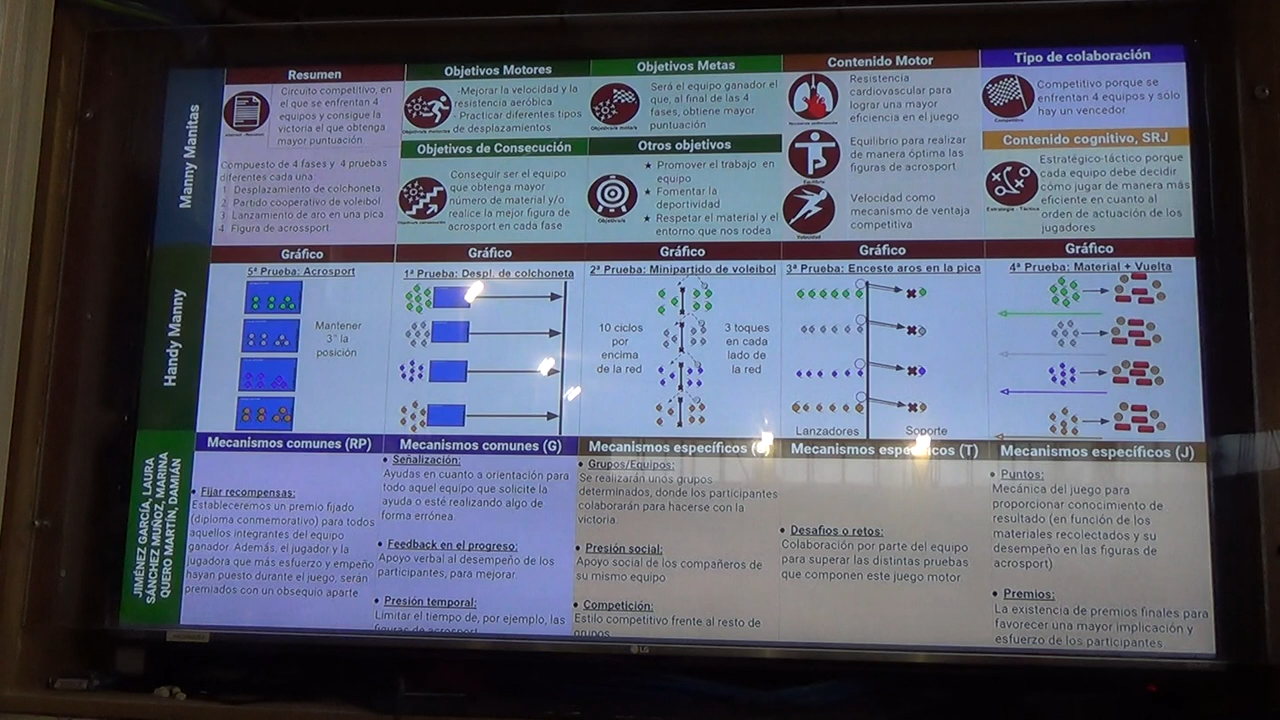 Manny Manitas
Resumen
Circuito competitivo, en
el que se enfrentan 4
equipos y consigue la
victoria el que obtenga
mayor puntuación
Compuesto de 4 fases y 4 pruebas
diferentes cada una:
1. Desplazamiento de colchoneta
2. Partido cooperativo de voleibol
3. Lanzamiento de aro en una pica
4. Figura de acrossport.
Objetivos Motores
-Mejorar la velocidad y la
resistencia aeróbica
- Practicar diferentes tipos
de desplazamientos
Objetivos de Consecución
Conseguir ser el equipo
que obtenga mayor
número de material y/o
realice la mejor figura de
acrosport en cada fase
Objetivos Metas
Será el equipo ganador el
que, al final de las 4
fases, obtiene mayor
puntuación
Otros objetivos
★ Promover el trabajo en
equipo
★ Fomentar la
deportividad
★ Respetar el material y el
entorno que nos rodea
Contenido Motor
Resistencia
cardiovascular para
lograr una mayor
eficiencia en el juego
Equilibrio
Equilibrio para realizar
de manera óptima las
figuras de acrosport
Velocidad
Velocidad como
mecanismo de ventaja
competitiva
Tipo de colaboración
Competitivo
Competitivo porque se
enfrentan 4 equipos y sólo
hay un vencedor
Contenido cognitivo, SRJ
Estrategia - Táctica
Estratégico-táctico porque
cada equipo debe decidir
cómo jugar de manera más
eficiente en cuanto al
orden de actuación de los
jugadores
Handy Manny
Gráfico
5ª Prueba: Acrosport
Mantener
3" la
posición
Gráfico
1ª Prueba: Despl. de colchoneta
Gráfico
2ª Prueba: Minipartido de voleibol
10 ciclos
por
encima
de la red
3 toques
en cada
lado de
la red
Gráfico
3ª Prueba: Enceste aros en la pica
Lanzadores
Soporte
Gráfico
4ª Prueba: Material + Vuelta
JIMÉNEZ GARCÍA, LAURA
SÁNCHEZ MUÑOZ, MARINA
QUERO MARTÍN, DAMIÁN
Mecanismos comunes (RP)
• Fijar recompensas:
Estableceremos un premio fijado
(diploma conmemorativo) para todos
aquellos integrantes del equipo
ganador. Además, el jugador y la
jugadora que más esfuerzo y empeño
hayan puesto durante el juego, serán
premiados con un obsequio aparte.
Mecanismos comunes (G)
• Señalización:
Ayudas en cuanto a orientación para
todo aquel equipo que solicite la
ayuda o esté realizando algo de
forma errónea.
• Feedback en el progreso:
Apoyo verbal al desempeño de los
participantes, para mejorar.
• Presión temporal:
Limitar el tiempo de, por ejemplo, las
figuras de acrosport
Mecanismos específicos
• Grupos/Equipos:
Se realizarán unos grupos
determinados, donde los participantes
colaborarán para hacerse con la
victoria.
• Presión social:
Apoyo social de los compañeros de
su mismo equipo
• Competición:
Estilo competitivo frente al resto de
grupos
Mecanismos específicos (T)
• Desafíos o retos:
Colaboración por parte del equipo
para superar las distintas pruebas
que componen este juego motor.
Mecanismos específicos (J)
• Puntos:
Mecánica del juego para
proporcionar conocimiento de
resultado (en función de los
materiales recolectados y su
desempeño en las figuras de
acrosport)
• Premios:
La existencia de premios finales para
favorecer una mayor implicación y
esfuerzo de los participantes
LG